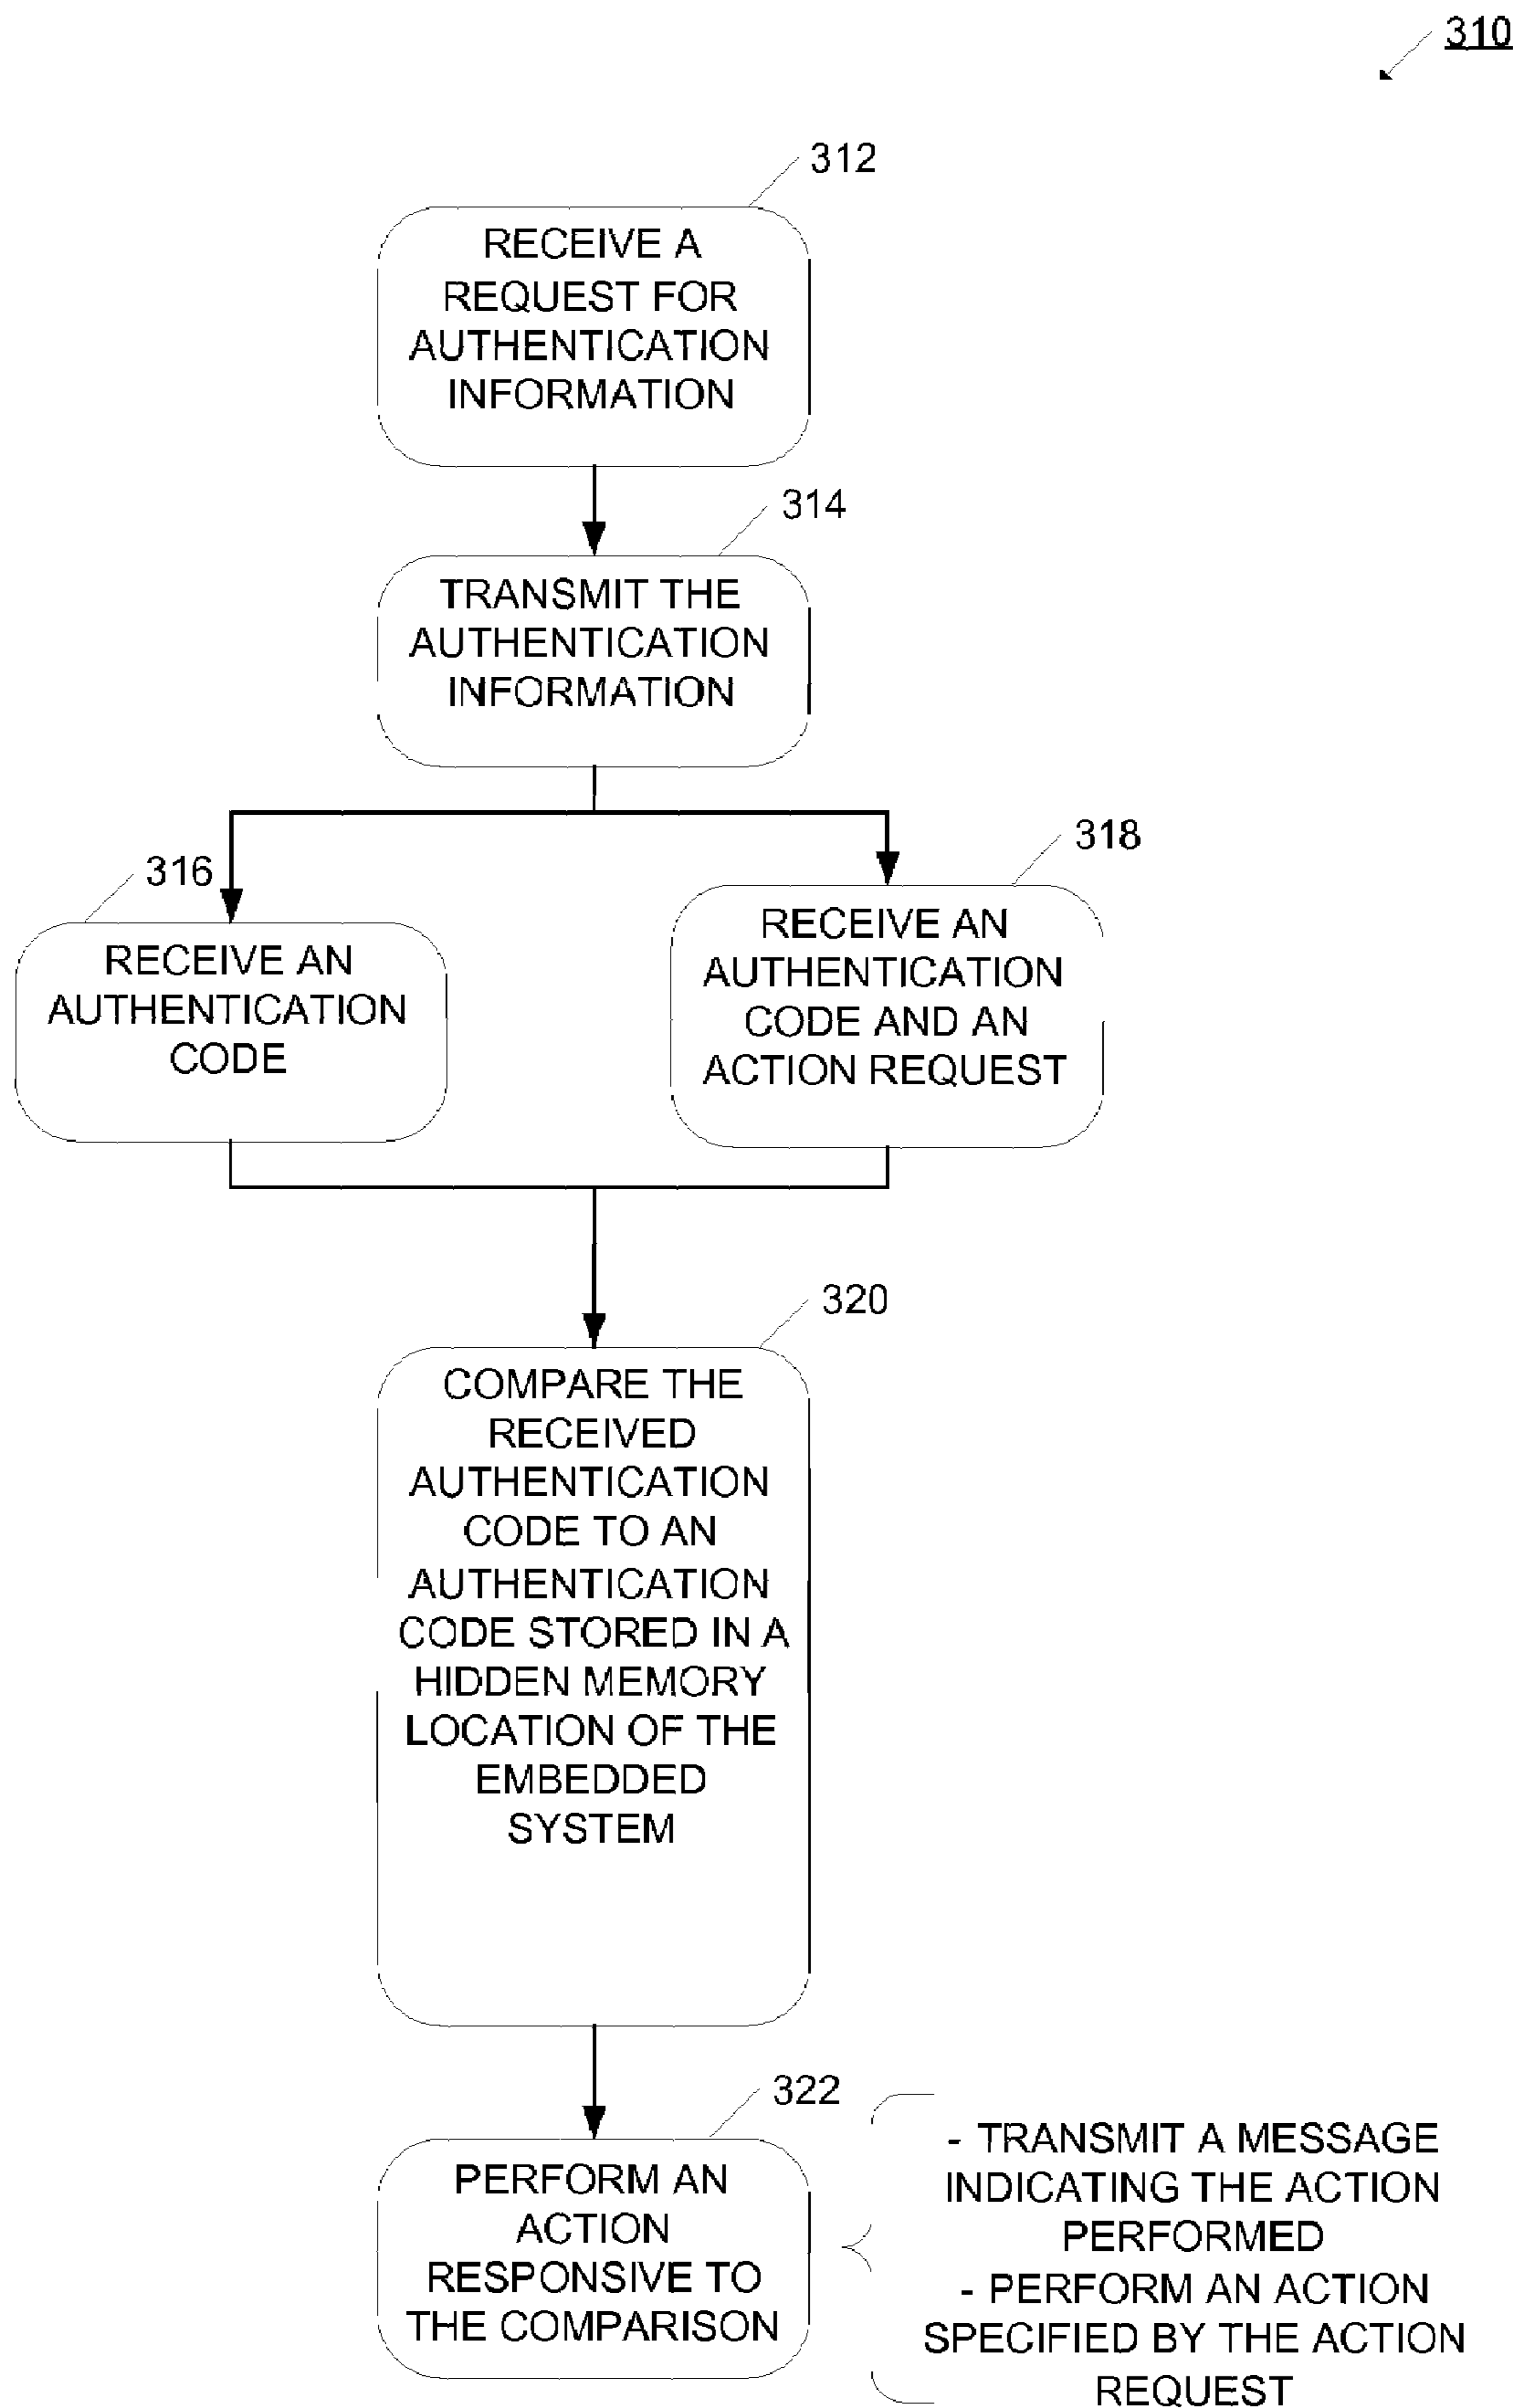 310
312
RECEIVE A
REQUEST FOR
AUTHENTICATION
INFORMATION
314
TRANSMIT THE
AUTHENTICATION
INFORMATION
316
RECEIVE AN
AUTHENTICATION
CODE
318
RECEIVE AN
AUTHENTICATION
CODE AND AN
ACTION REQUEST
320
COMPARE THE
RECEIVED
AUTHENTICATION
CODE TO AN
AUTHENTICATION
CODE STORED IN A
HIDDEN MEMORY
LOCATION OF THE
EMBEDDED
SYSTEM
322
PERFORM AN
ACTION
RESPONSIVE TO
THE COMPARISON
- TRANSMIT A MESSAGE
INDICATING THE ACTION
PERFORMED
- PERFORM AN ACTION
SPECIFIED BY THE ACTION
REQUEST